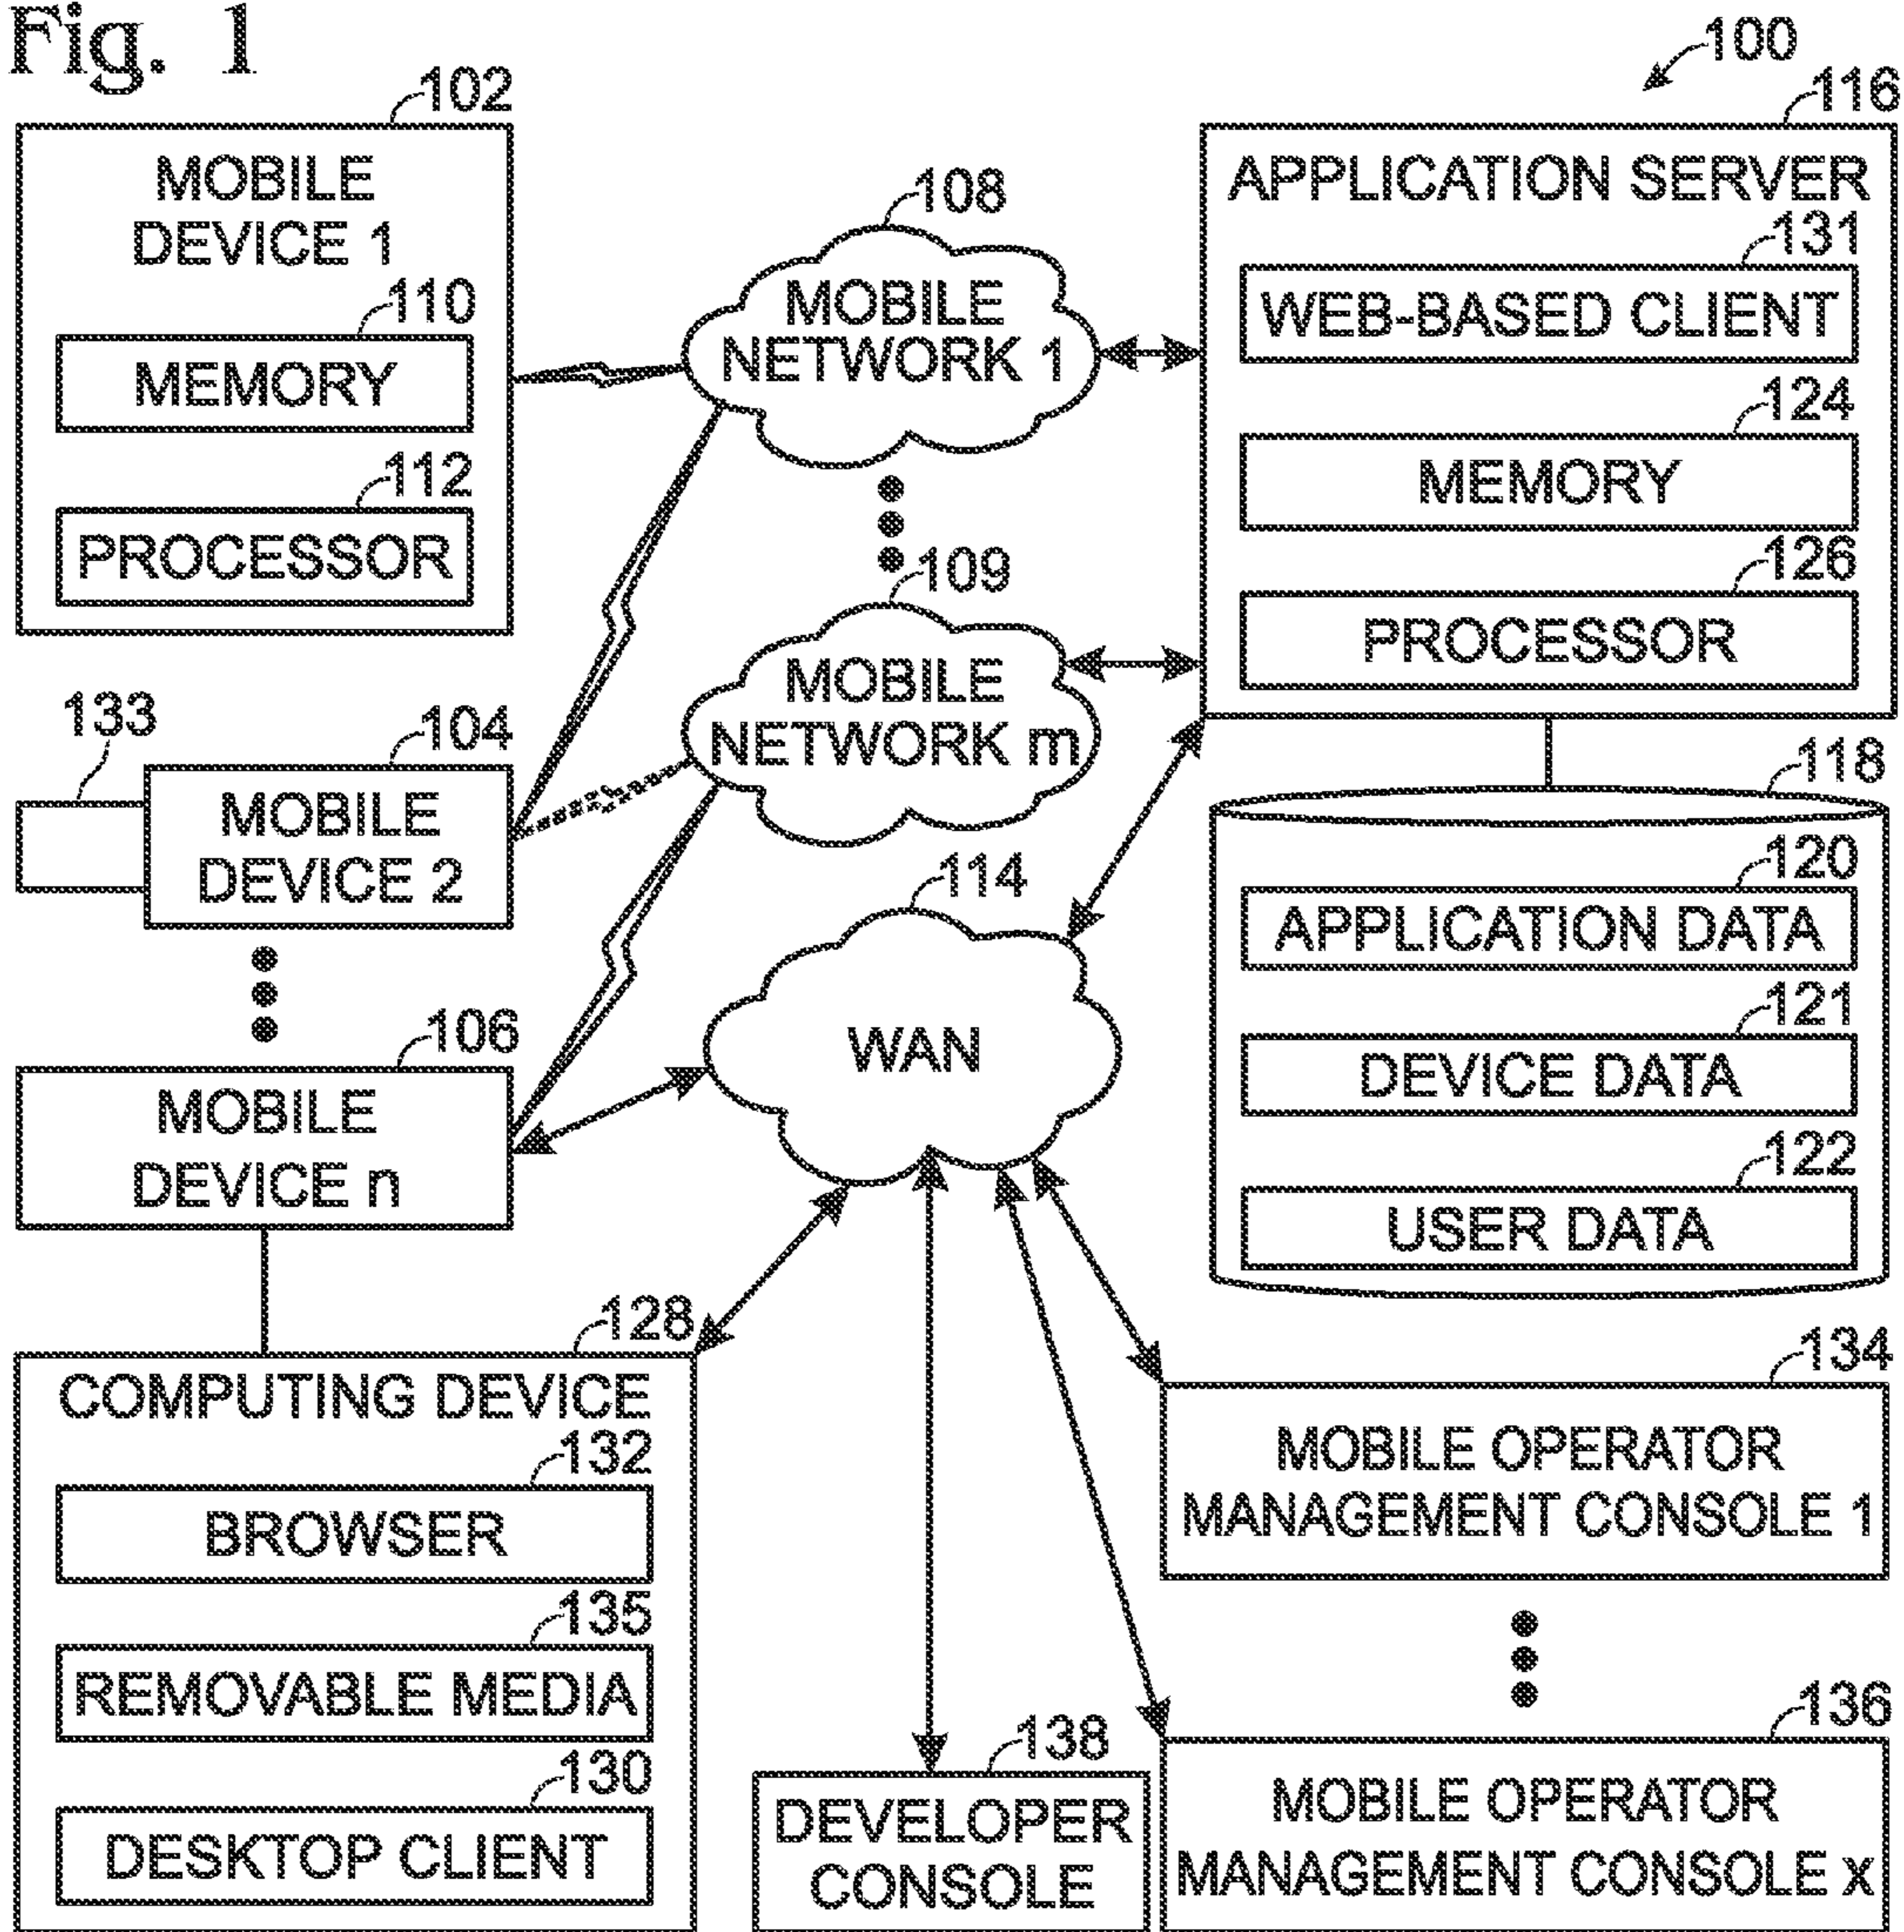 Fig. 1
100
102
MOBILE
DEVICE 1
110
MEMORY
112
PROCESSOR
108
MOBILE
NETWORK 1
109
MOBILE
NETWORK m
116
APPLICATION SERVER
131
WEB-BASED CLIENT
124
MEMORY
126
PROCESSOR
133
104
MOBILE
DEVICE 2
106
MOBILE
DEVICE n
114
WAN
118
120
APPLICATION DATA
121
DEVICE DATA
122
USER DATA
128
COMPUTING DEVICE
132
BROWSER
135
REMOVABLE MEDIA
130
DESKTOP CLIENT
138
DEVELOPER
CONSOLE
134
MOBILE OPERATOR
MANAGEMENT CONSOLE 1
136
MOBILE OPERATOR
MANAGEMENT CONSOLE x